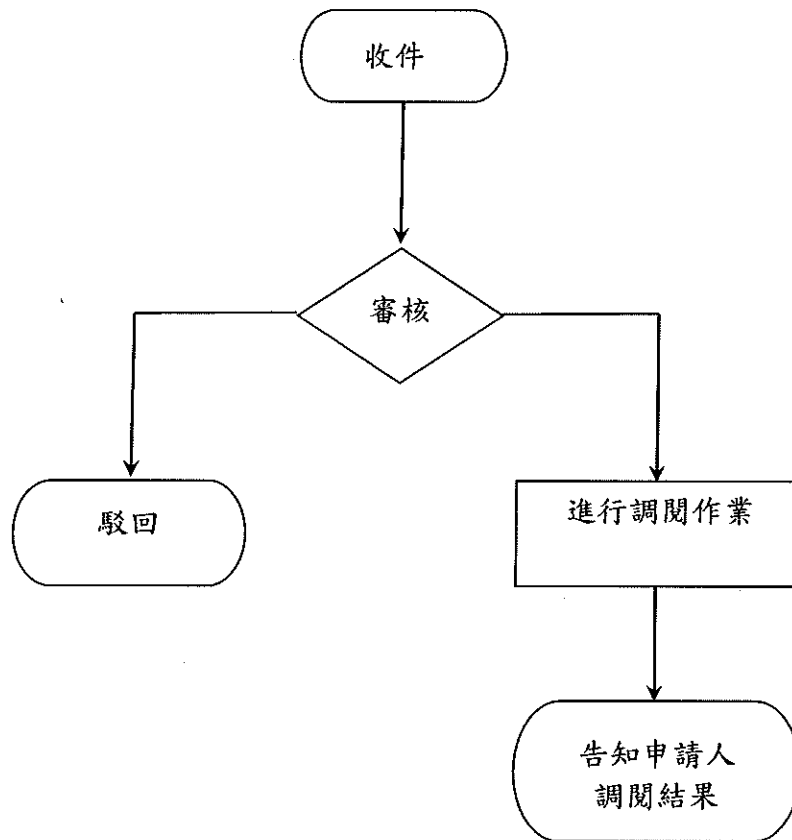 收件
審核
駁回
進行調閱作業
告知申請人
調閱結果